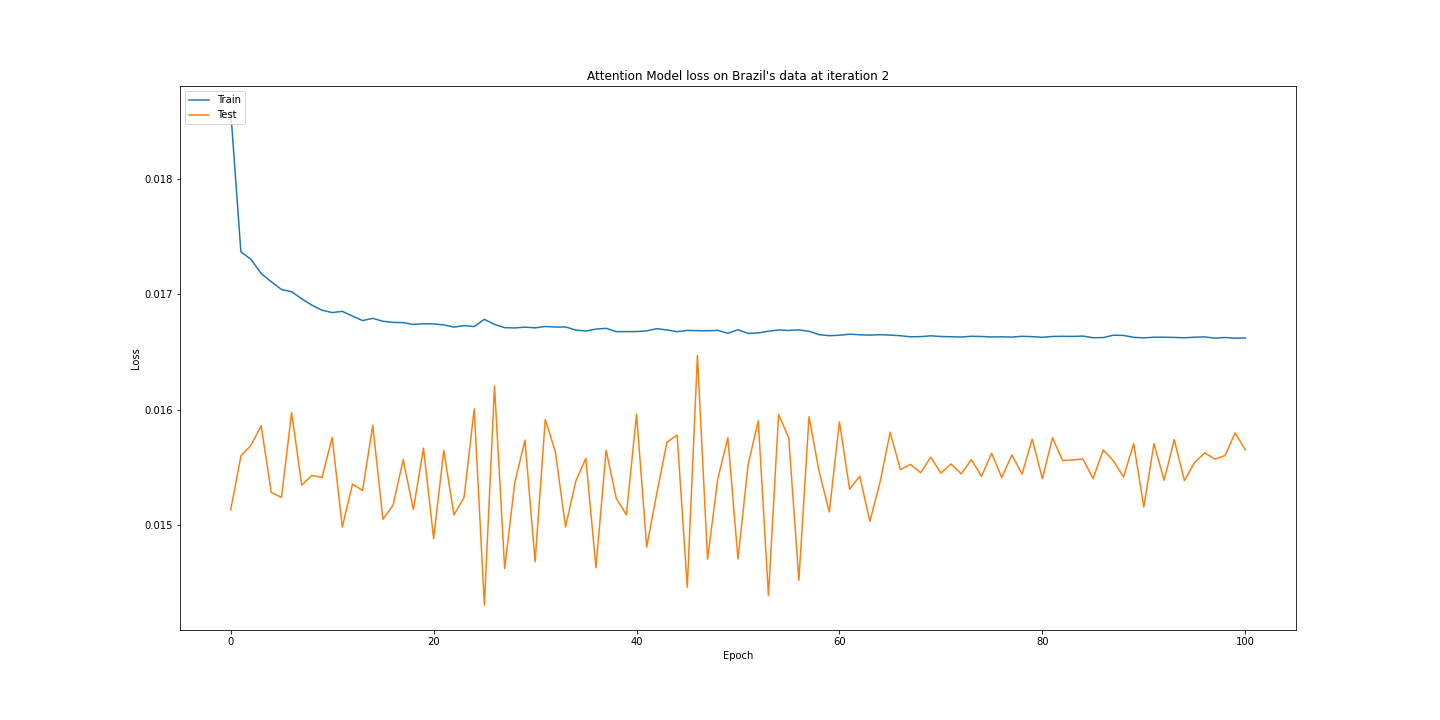 Attention Model loss on Brazil's data at iteration 2
Train
Test
0.018
0.017
0.016
0.015
Loss
0 20 40 60 80 100
Epoch